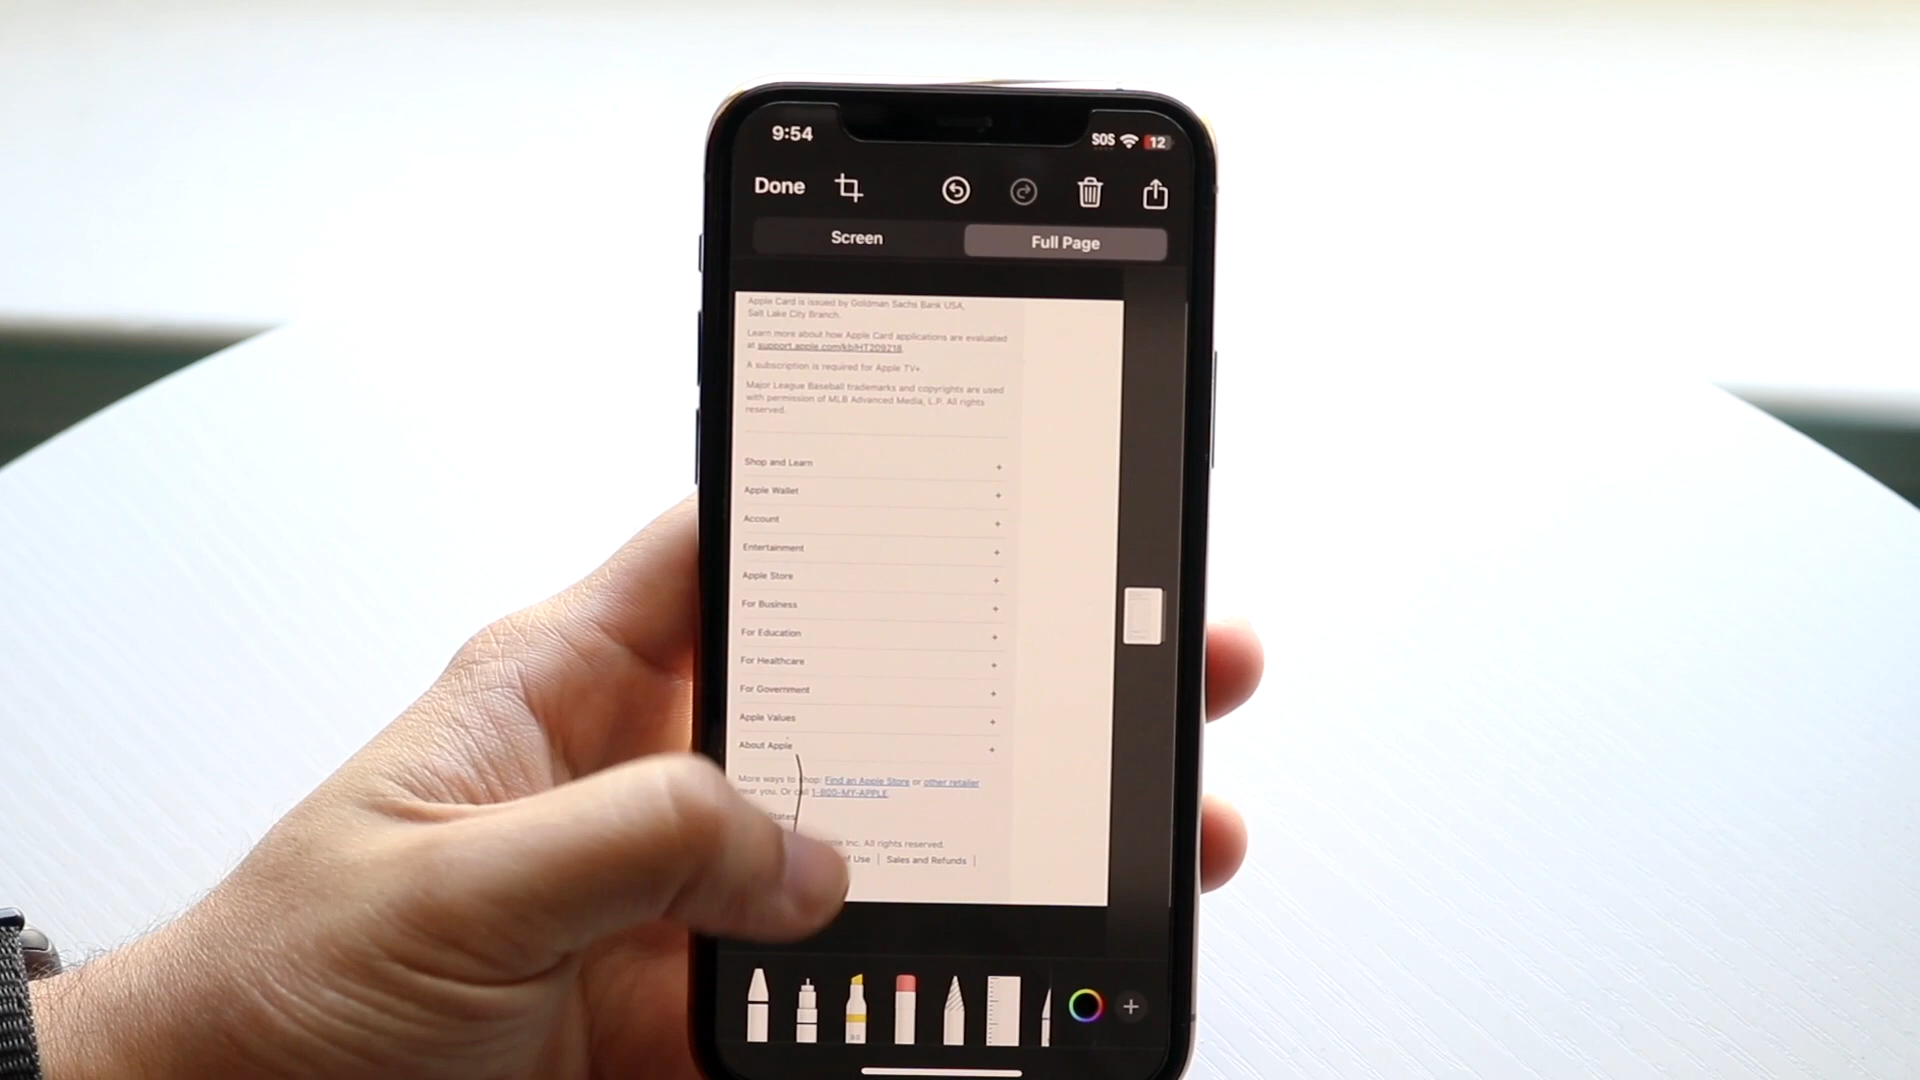 9:54 SOS 12
Done
Screen Full Page
Apple Card is issued by Goldman Sachs Bank USA,
Salt Lake City Branch.
Learn more about how Apple Card applications are evaluated
at support.apple.com/kb/HT209218.
A subscription is required for Apple TV+.
Major League Baseball trademarks and copyrights are used
with permission of MLB Advanced Media, L.P. All rights
reserved.
Shop and Learn +
Apple Wallet +
Account +
Entertainment +
Apple Store +
For Business +
For Education +
For Healthcare +
For Government +
Apple Values +
About Apple +
More ways to shop: Find an Apple Store or other retailer
near you. Or call 1-800-MY-APPLE.
States
Inc. All rights reserved.
of Use | Sales and Refunds |